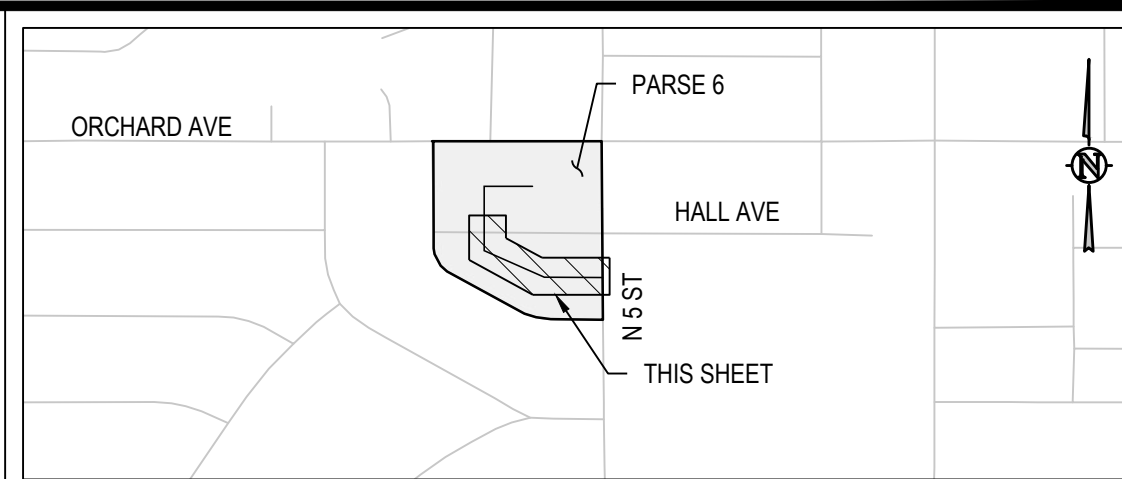 PARSE 6
ORCHARD AVE
N
HALL AVE
N 5 ST
THIS SHEET